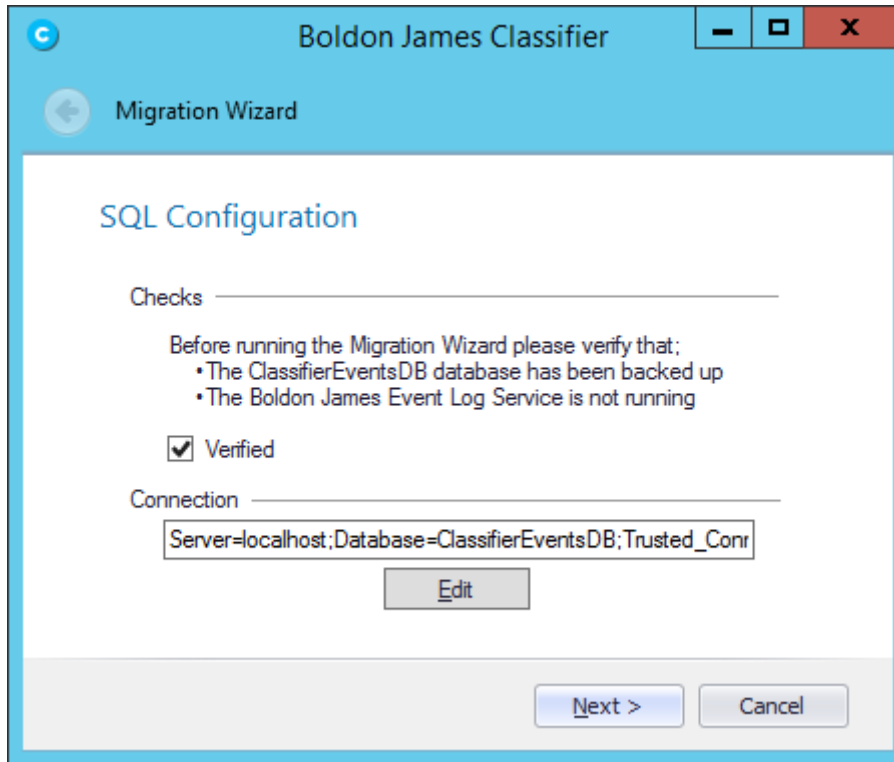 Boldon James Classifier
Migration Wizard
SQL Configuration
Checks
Before running the Migration Wizard please verify that;
•The ClassifierEventsDB database has been backed up
•The Boldon James Event Log Service is not running
Verified
Connection
Server=localhost;Database=ClassifierEventsDB;Trusted_Conr
Edit
Next >
Cancel